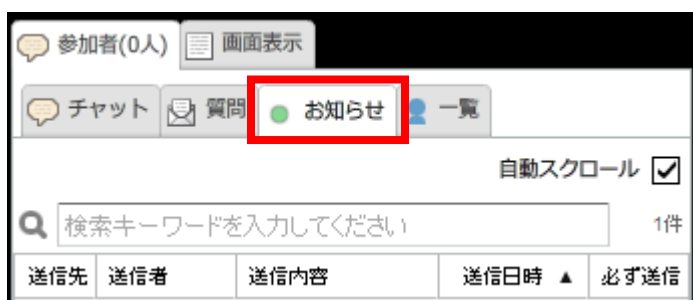 参加者(0人) 画面表示
チャット 質問 お知らせ 一覧
自動スクロール
検索キーワードを入力してください 1件
送信先 送信者 送信内容 送信日時 ▲ 必ず送信